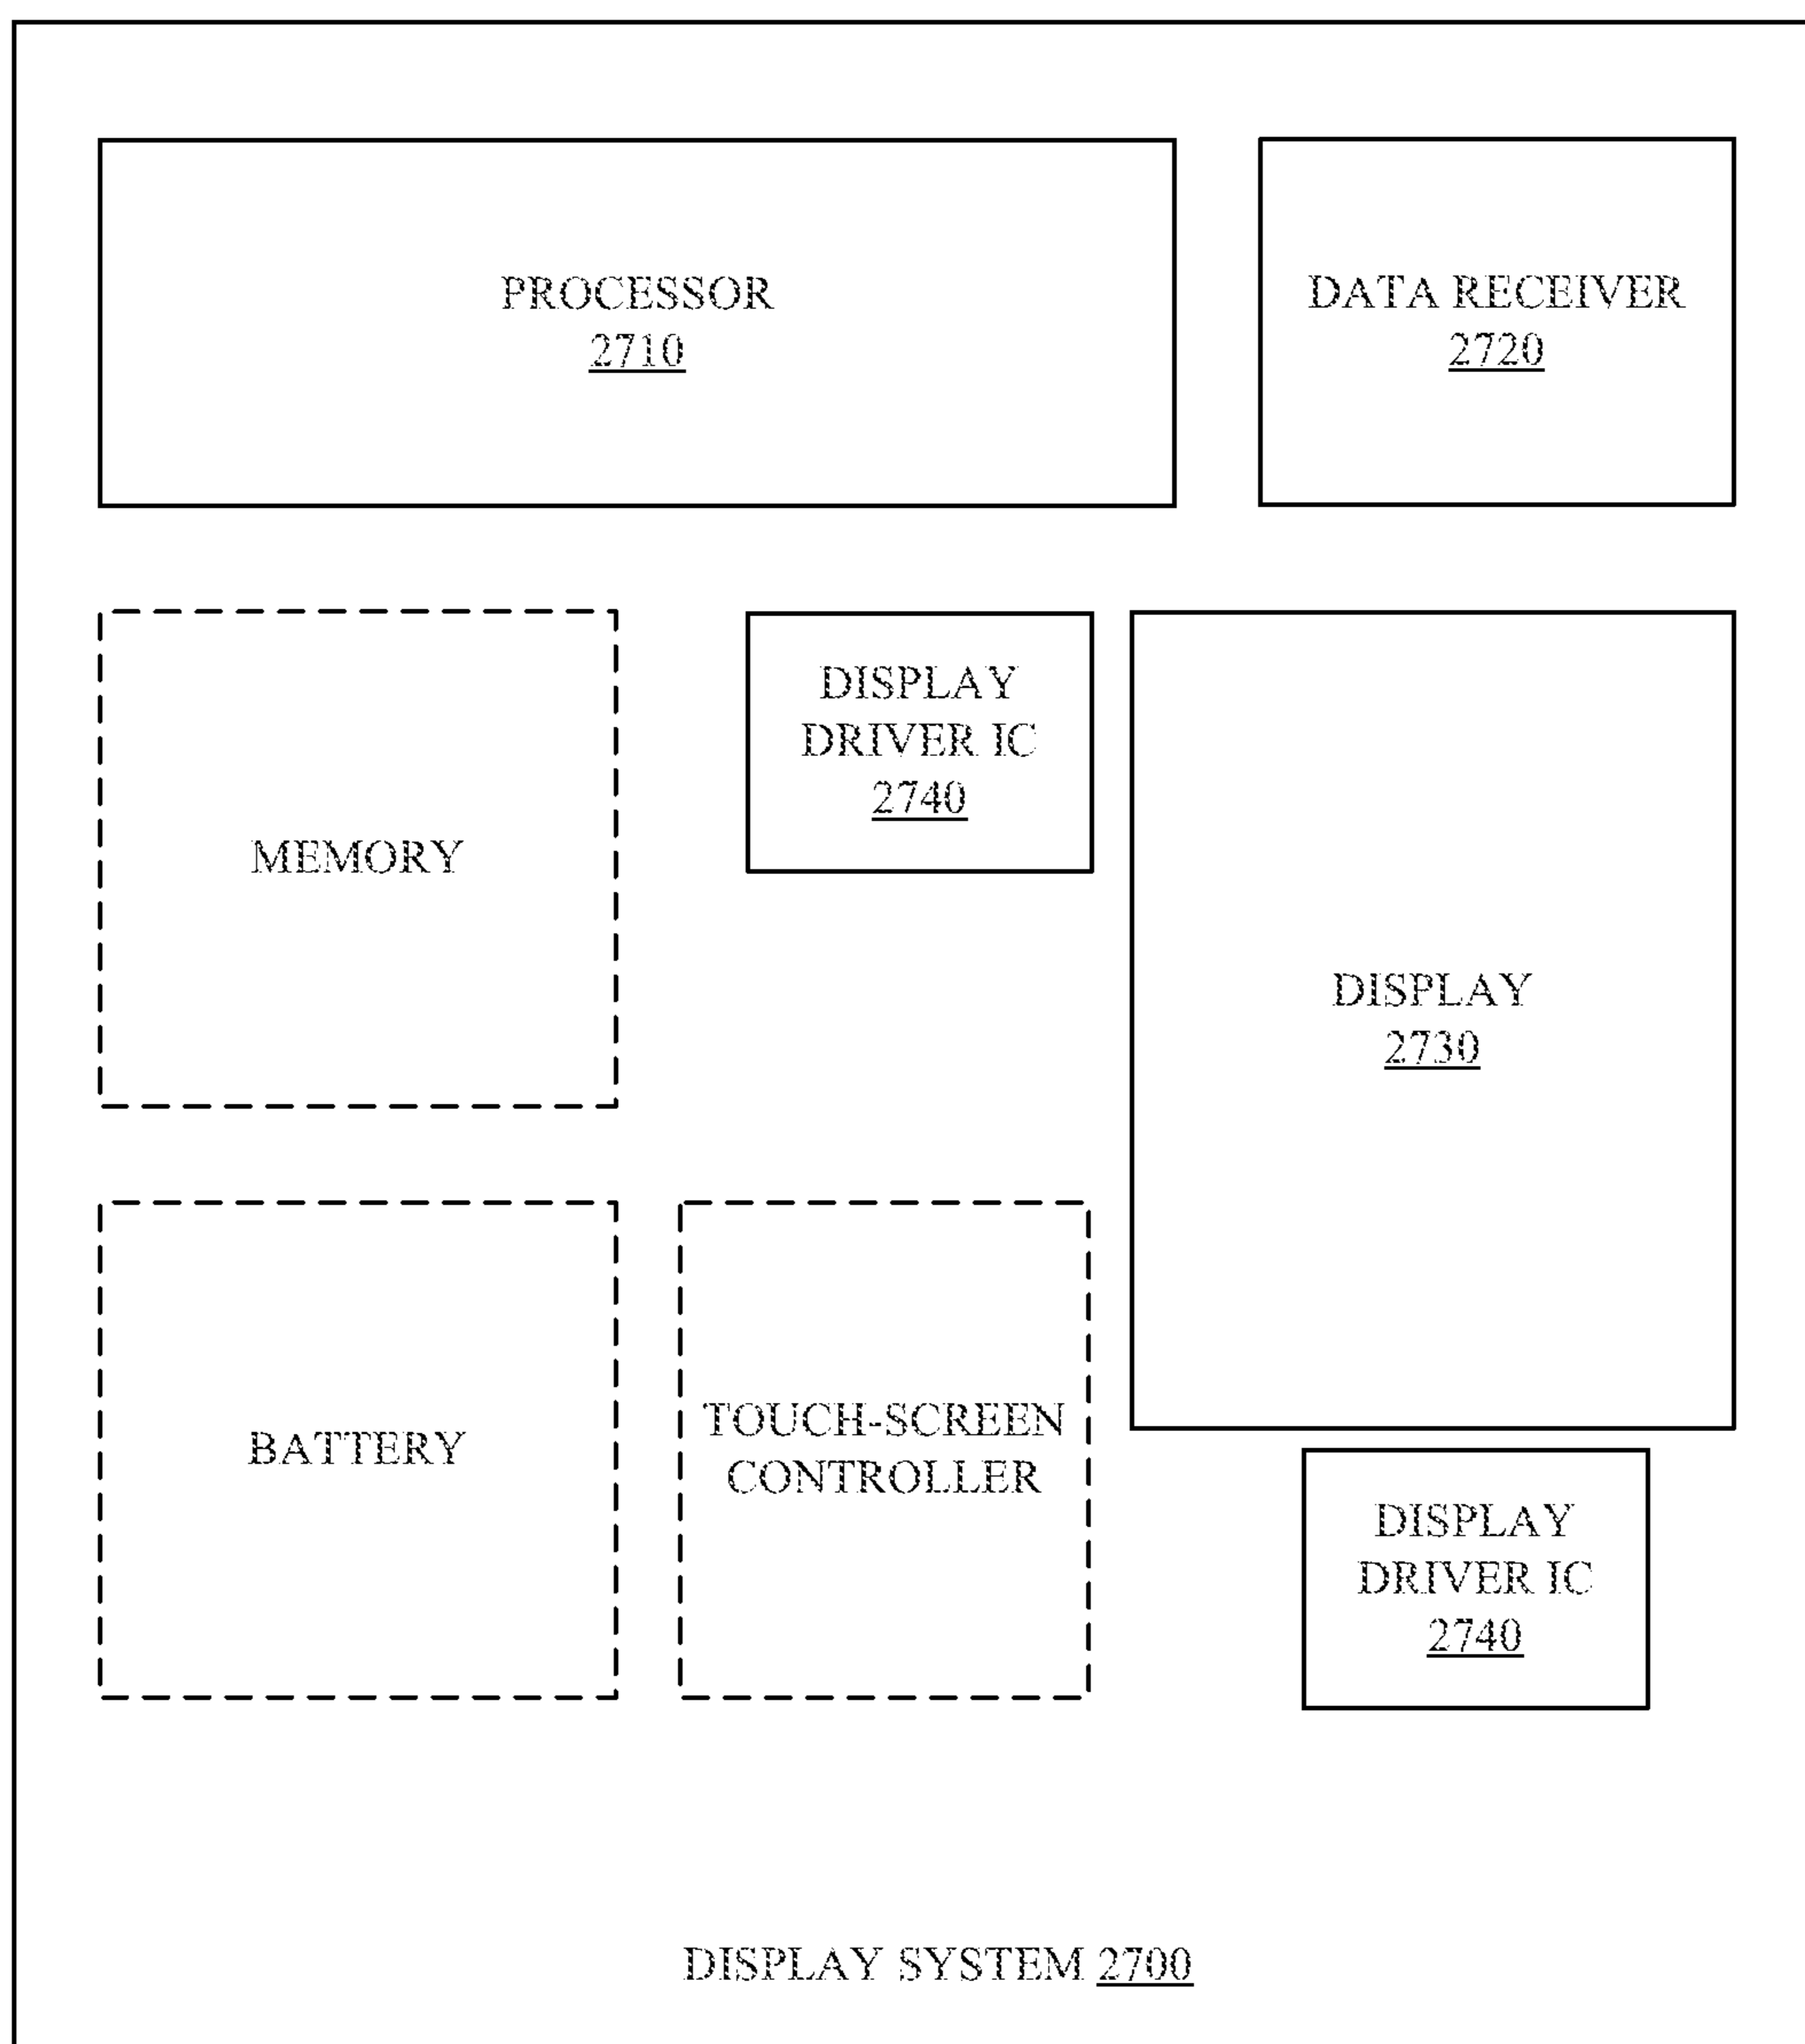 PROCESSOR
2710
DATA RECEIVER
2720
MEMORY
DISPLAY
DRIVER IC
2740
DISPLAY
2730
BATTERY
TOUCH-SCREEN
CONTROLLER
DISPLAY
DRIVER IC
2740
DISPLAY SYSTEM 2700